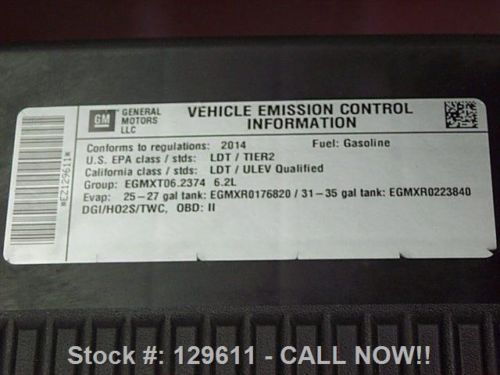 GM
GENERAL
MOTORS
LLC
VEHICLE EMISSION CONTROL
INFORMATION
Conforms to regulations: 2014 Fuel: Gasoline
U.S. EPA class / stds: LDT / TIER2
California class / stds: LDT / ULEV Qualified
Group: EGMXT06.2374 6.2L
Evap: 25-27 gal tank: EGMXR0176820 / 31-35 gal tank: EGMXR0223840
DGI/HO2S/TWC, OBD: II
*EZ129611*
Stock #: 129611 - CALL NOW!!